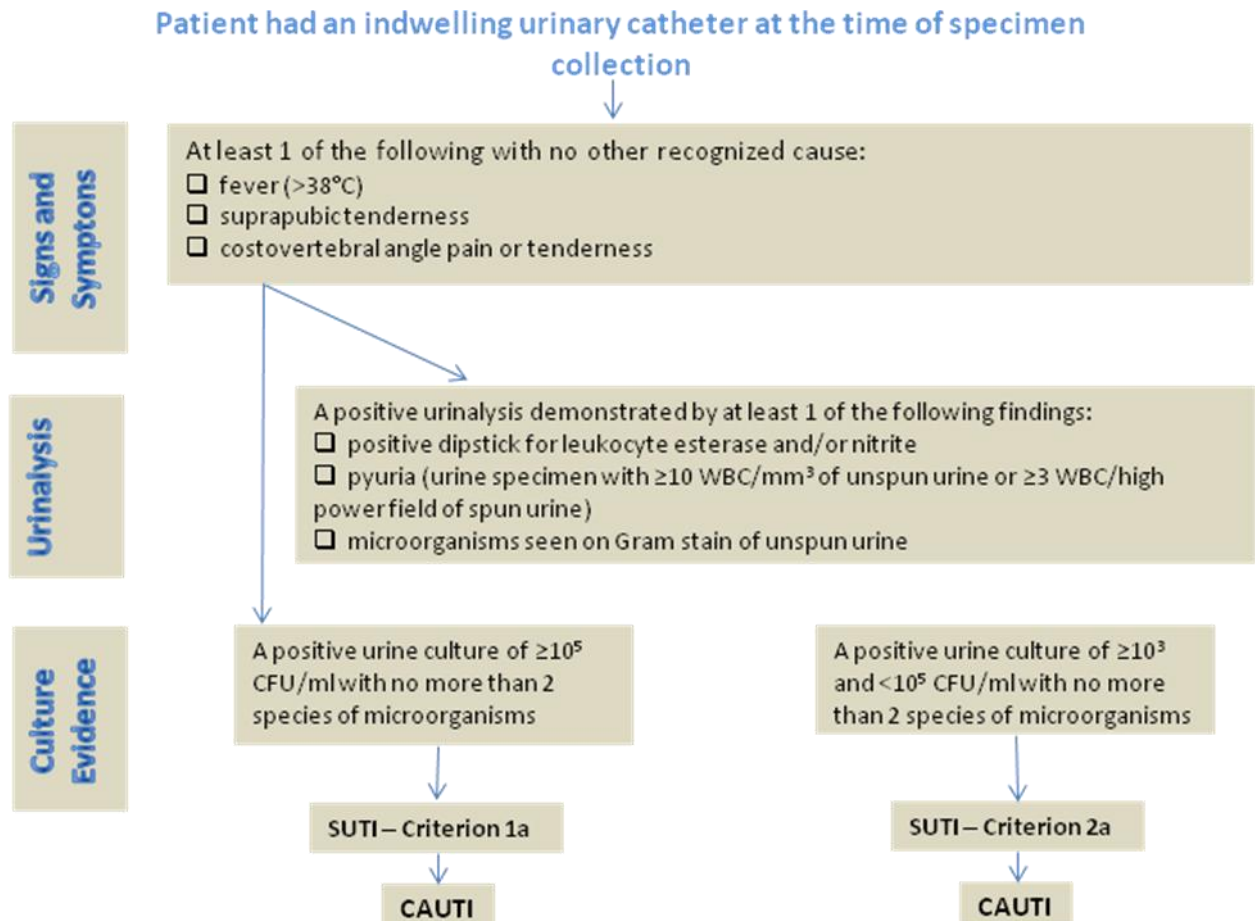 Patient had an indwelling urinary catheter at the time of specimen
collection
Signs and
Symptons
At least 1 of the following with no other recognized cause:
❑ fever (>38°C)
❑ suprapubic tenderness
❑ costovertebral angle pain or tenderness
Urinalysis
A positive urinalysis demonstrated by at least 1 of the following findings:
❑ positive dipstick for leukocyte esterase and/or nitrite
❑ pyuria (urine specimen with ≥10 WBC/mm³ of unspun urine or ≥3 WBC/high
power field of spun urine)
❑ microorganisms seen on Gram stain of unspun urine
Culture
Evidence
A positive urine culture of ≥10⁵
CFU/ml with no more than 2
species of microorganisms
A positive urine culture of ≥10³
and <10⁵ CFU/ml with no more
than 2 species of microorganisms
SUTI – Criterion 1a
SUTI – Criterion 2a
CAUTI
CAUTI